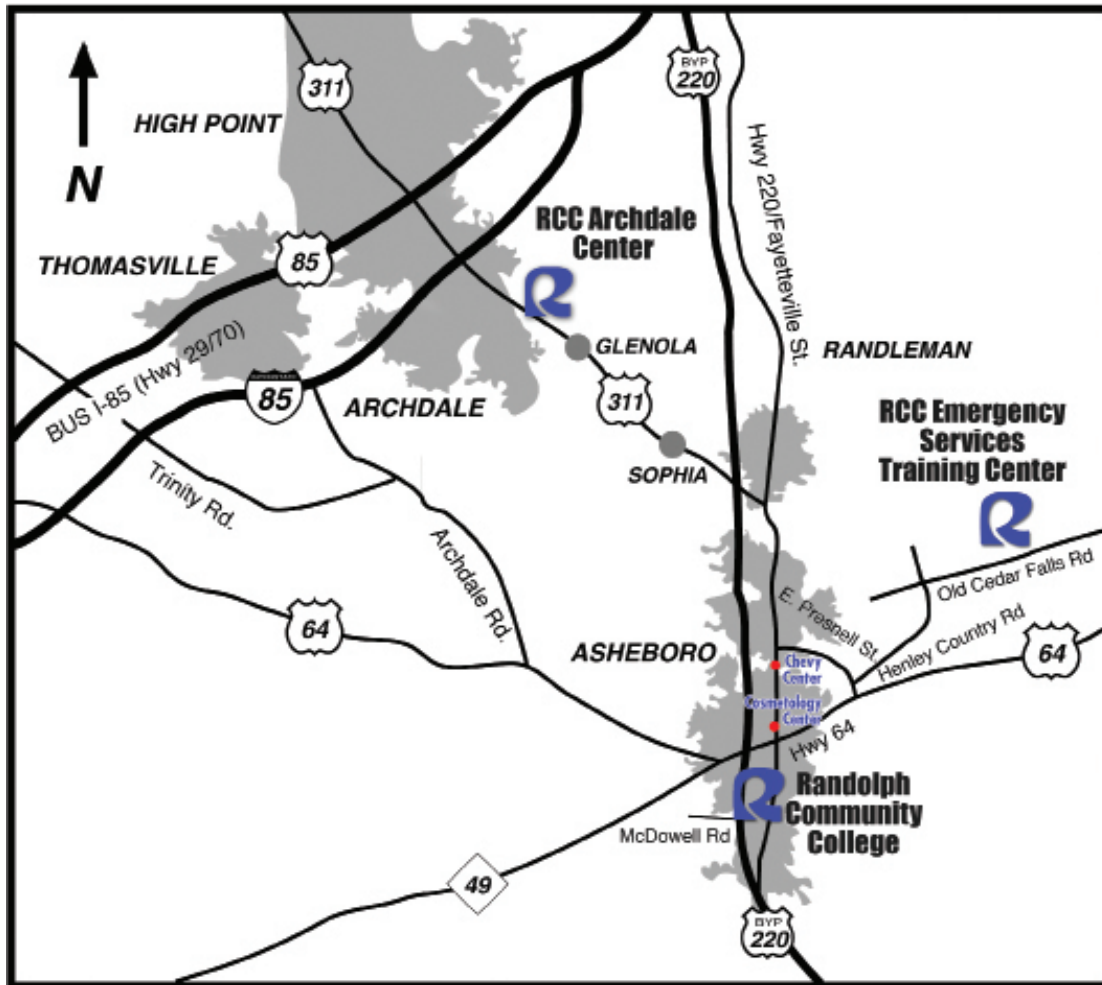 BYP
220
311
HIGH POINT
N
Hwy 220/Fayetteville St.
RCC Archdale
Center
THOMASVILLE
85
R
GLENOLA
RANDLEMAN
BUS I-85 (Hwy 29/70)
85
ARCHDALE
311
RCC Emergency
Services
Training Center
SOPHIA
Trinity Rd.
R
Archdale Rd.
Old Cedar Falls Rd
E. Presnell St.
Henley Country Rd
64
64
ASHEBORO
Chevy
Center
Cosmetology
Center
Hwy 64
R
Randolph
Community
College
McDowell Rd
49
BYP
220